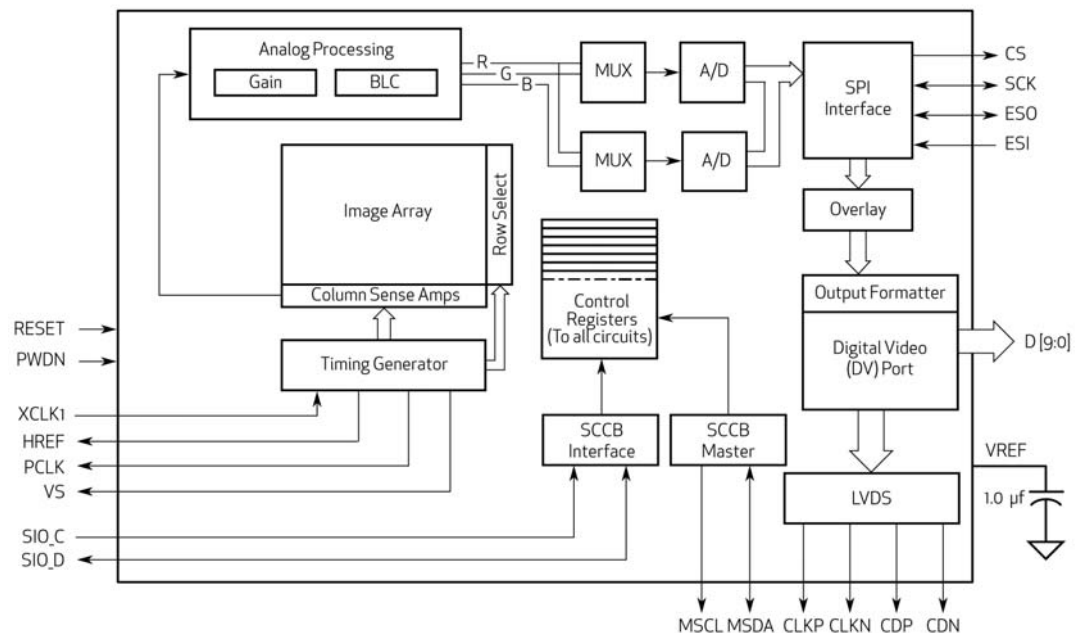 Analog Processing
Gain
BLC
R
G
B
MUX
A/D
MUX
A/D
SPI
Interface
CS
SCK
ESO
ESI
Image Array
Row Select
Column Sense Amps
Overlay
Control
Registers
(To all circuits)
Output Formatter
Digital Video
(DV) Port
D [9:0]
RESET
PWDN
Timing Generator
XCLK1
HREF
PCLK
VS
SCCB
Interface
SCCB
Master
LVDS
VREF
1.0 µf
SIO_C
SIO_D
MSCL
MSDA
CLKP
CLKN
CDP
CDN